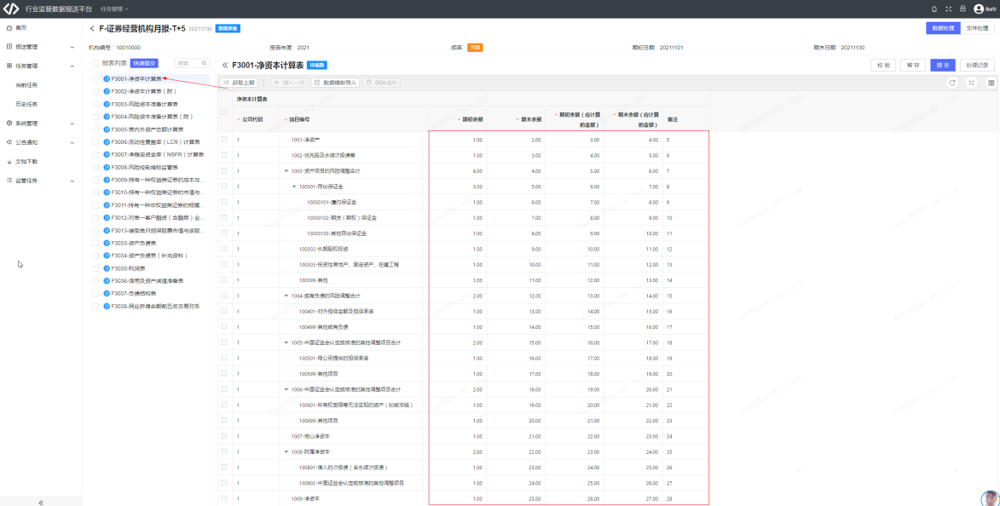 行业监管数据报送平台 任务管理 liurb
首页
报送管理
任务管理
当前任务
历史任务
系统管理
公告通知
文档下载
监管任务
F-证券经营机构月报-T+5 20211130 数据准备 数据处理 文件处理
机构编号: 10010000 报告年度: 2021 频率: 月报 期初日期: 20211101 期末日期: 20211130
报表列表 快速提交 搜索
F3001-净资本计算表
F3002-净资本计算表（附）
F3003-风险资本准备计算表
F3004-风险资本准备计算表（附）
F3005-表内外资产总额计算表
F3006-流动性覆盖率（LCR）计算表
F3007-净稳定资金率（NSFR）计算表
F3008-风险控制指标监管表
F3009-持有一种权益类证券的成本与...
F3010-持有一种权益类证券的市值与...
F3011-持有一种非权益类证券的规模...
F3012-对单一客户融资（含融券）业...
F3013-接受单只担保股票市值与该股...
F3033-资产负债表
F3034-资产负债表（补充资料）
F3035-利润表
F3036-信用及资产减值准备表
F3037-负债结构表
F3038-同业拆借余额前五名交易对手
F3001-净资本计算表 校验 暂存 提交 处理记录
获取上期 插入一行 数据模板导入 删除选中
净资本计算表
公司代码 项目编号 期初余额 期末余额 期初余额（应计算的金额） 期末余额（应计算的金额） 备注
1 1001-净资产 1.00 2.00 3.00 4.00 5
1 1002-优先股及永续次级债等 1.00 3.00 4.00 5.00 6
1 1003-资产项目的风险调整合计 6.00 4.00 5.00 6.00 7
1 100301-存出保证金 3.00 5.00 6.00 7.00 8
1 10030101-履约保证金 1.00 6.00 7.00 8.00 9
1 10030102-期货（期权）保证金 1.00 7.00 8.00 9.00 10
1 10030103-其他存出保证金 1.00 8.00 9.00 10.00 11
1 100302-长期股权投资 1.00 9.00 10.00 11.00 12
1 100303-投资性房地产、固定资产、在建工程 1.00 10.00 11.00 12.00 13
1 100399-其他 1.00 11.00 12.00 13.00 14
1 1004-或有负债的风险调整合计 2.00 12.00 13.00 14.00 15
1 100401-对外担保金额及担保承诺 1.00 13.00 14.00 15.00 16
1 100499-其他或有负债 1.00 14.00 15.00 16.00 17
1 1005-中国证监会认定或核准的其他调整项目合计 2.00 15.00 16.00 17.00 18
1 100501-母公司提供的担保承诺 1.00 16.00 17.00 18.00 19
1 100599-其他项目 1.00 17.00 18.00 19.00 20
1 1006-中国证监会认定或核准的其他调整项目合计 2.00 18.00 19.00 20.00 21
1 100601-所有权受限等无法变现的资产（如被冻结） 1.00 19.00 20.00 21.00 22
1 100699-其他项目 1.00 20.00 21.00 22.00 23
1 1007-核心净资本 1.00 21.00 22.00 23.00 24
1 1008-附属净资本 2.00 22.00 23.00 24.00 25
1 100801-借入的次级债（含永续次级债） 1.00 23.00 24.00 25.00 26
1 100802-中国证监会认定或核准的其他调整项目 1.00 24.00 25.00 26.00 27
1 1009-净资本 1.00 25.00 26.00 27.00 28